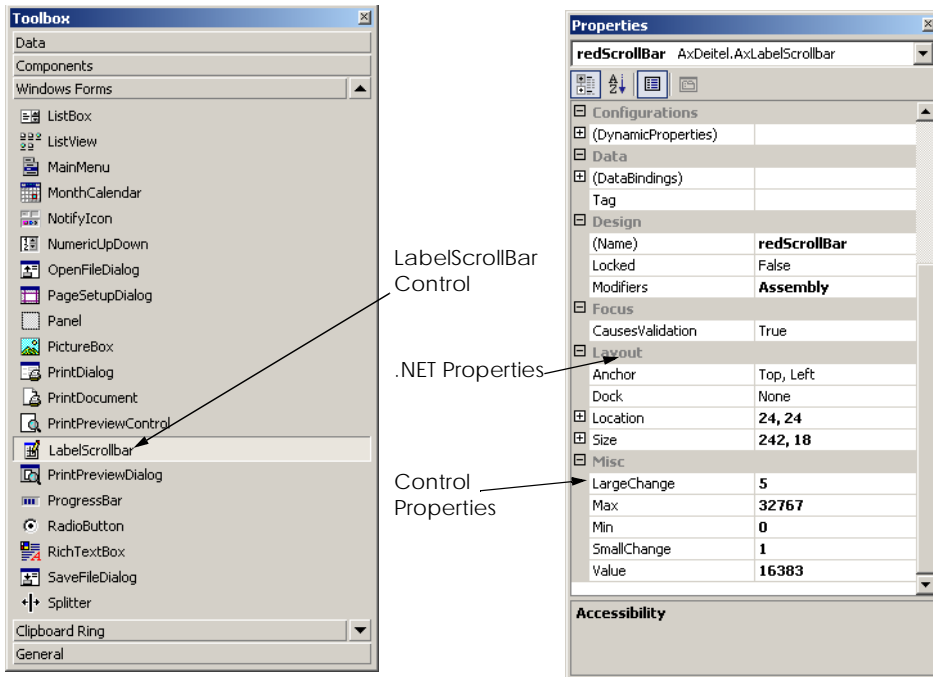 Toolbox
Data
Components
Windows Forms
ListBox
ListView
MainMenu
MonthCalendar
NotifyIcon
NumericUpDown
OpenFileDialog
PageSetupDialog
Panel
PictureBox
PrintDialog
PrintDocument
PrintPreviewControl
LabelScrollbar
PrintPreviewDialog
ProgressBar
RadioButton
RichTextBox
SaveFileDialog
Splitter
Clipboard Ring
General
LabelScrollBar
Control
.NET Properties
Control
Properties
Properties
redScrollBar AxDeitel.AxLabelScrollbar
Configurations
(DynamicProperties)
Data
(DataBindings)
Tag
Design
(Name) redScrollBar
Locked False
Modifiers Assembly
Focus
CausesValidation True
Layout
Anchor Top, Left
Dock None
Location 24, 24
Size 242, 18
Misc
LargeChange 5
Max 32767
Min 0
SmallChange 1
Value 16383
Accessibility